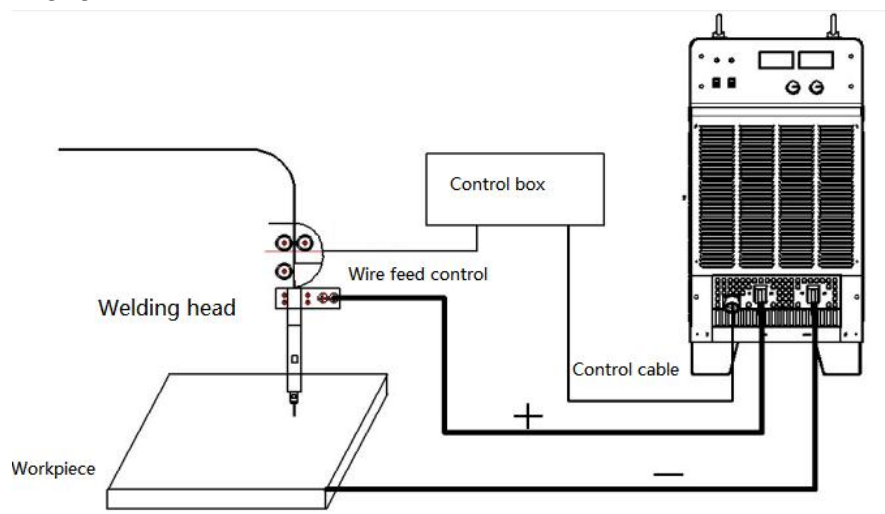 Control box
Wire feed control
Welding head
Control cable
+
Workpiece
—